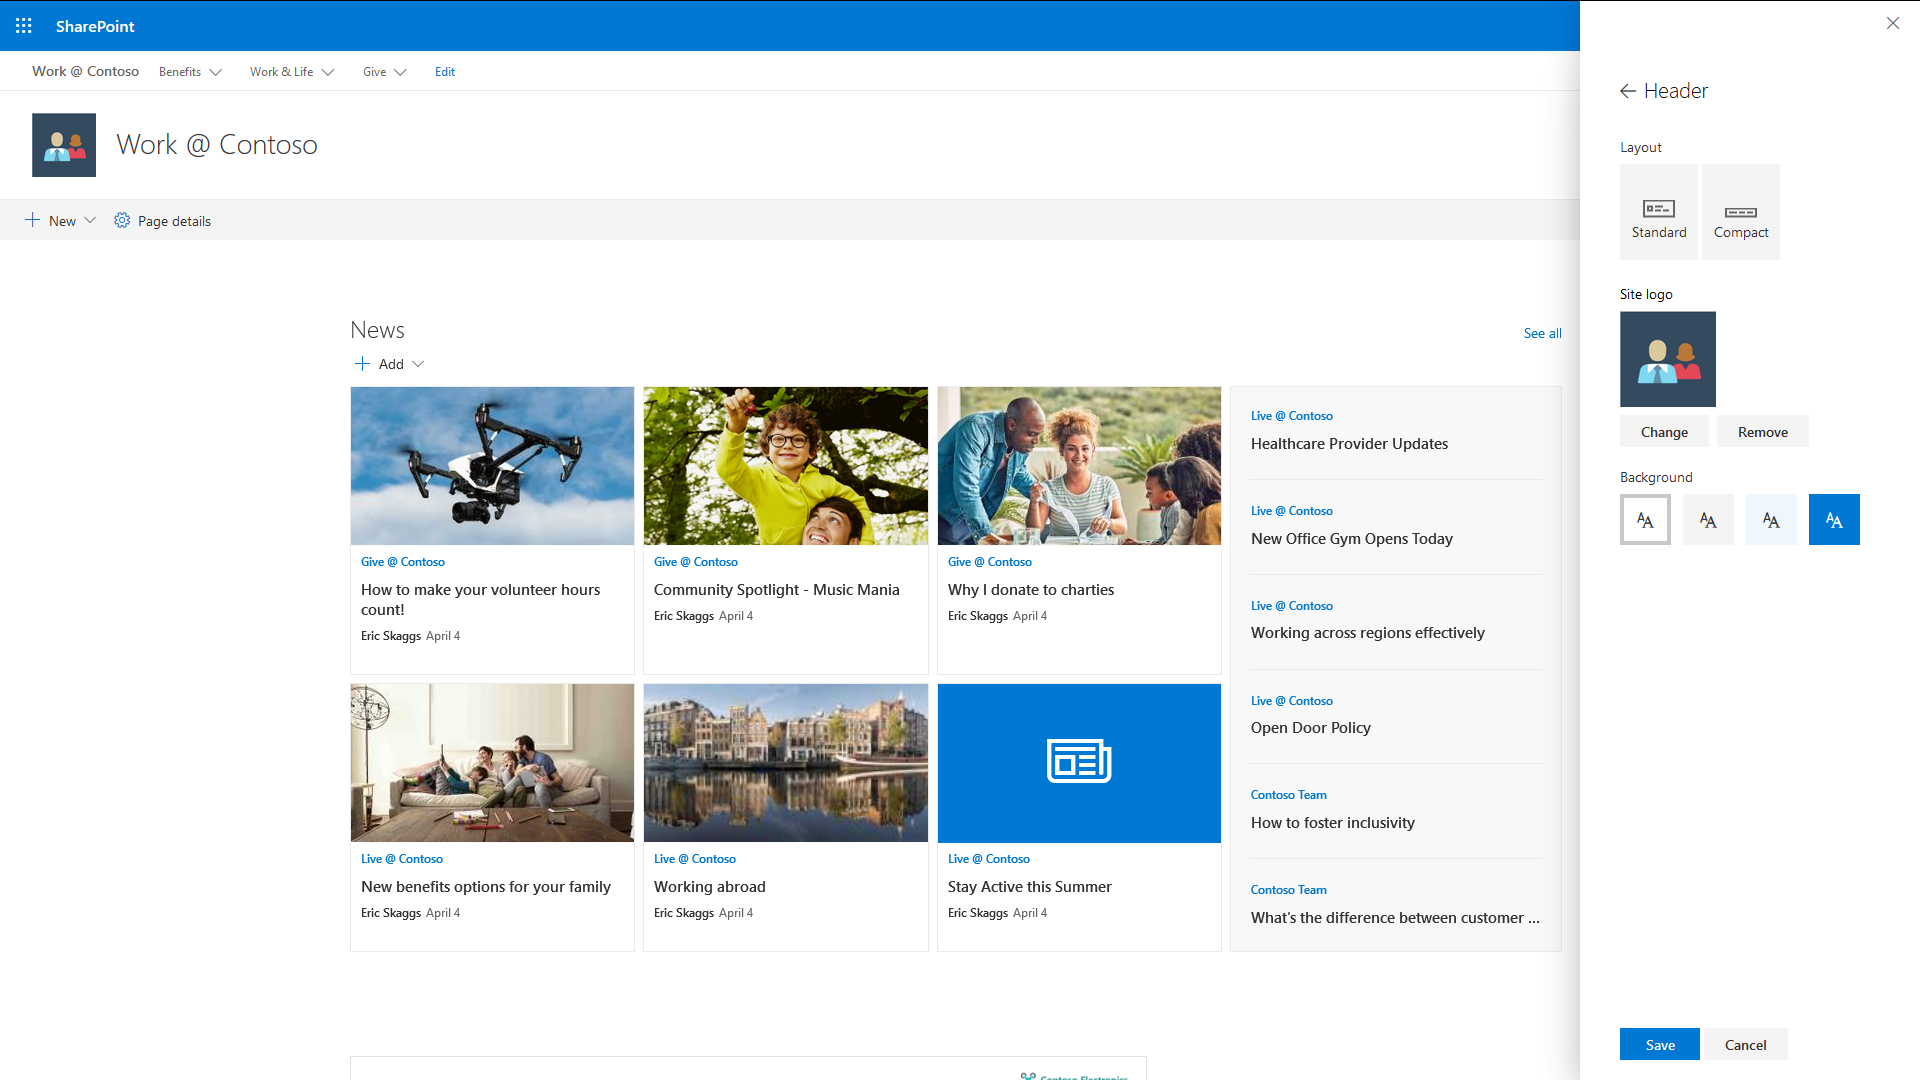 SharePoint
Work @ Contoso
Benefits
Work & Life
Give
Edit
Work @ Contoso
New
Page details
News
See all
Add
Give @ Contoso
How to make your volunteer hours
count!
Eric Skaggs April 4
Give @ Contoso
Community Spotlight - Music Mania
Eric Skaggs April 4
Give @ Contoso
Why I donate to charties
Eric Skaggs April 4
Live @ Contoso
New benefits options for your family
Eric Skaggs April 4
Live @ Contoso
Working abroad
Eric Skaggs April 4
Live @ Contoso
Stay Active this Summer
Eric Skaggs April 4
Live @ Contoso
Healthcare Provider Updates
Live @ Contoso
New Office Gym Opens Today
Live @ Contoso
Working across regions effectively
Live @ Contoso
Open Door Policy
Contoso Team
How to foster inclusivity
Contoso Team
What's the difference between customer ...
Contoso Electronics
Header
Layout
Standard
Compact
Site logo
Change
Remove
Background
AA
AA
AA
AA
Save
Cancel